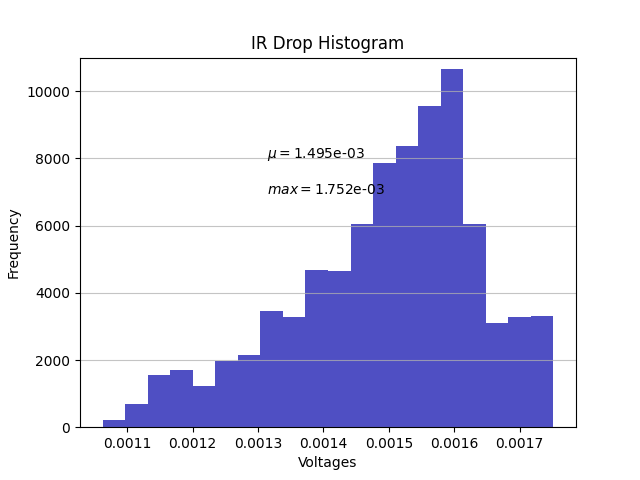 IR Drop Histogram
10000
8000
6000
4000
2000
0
Frequency
μ = 1.495e-03
max = 1.752e-03
0.0011 0.0012 0.0013 0.0014 0.0015 0.0016 0.0017
Voltages